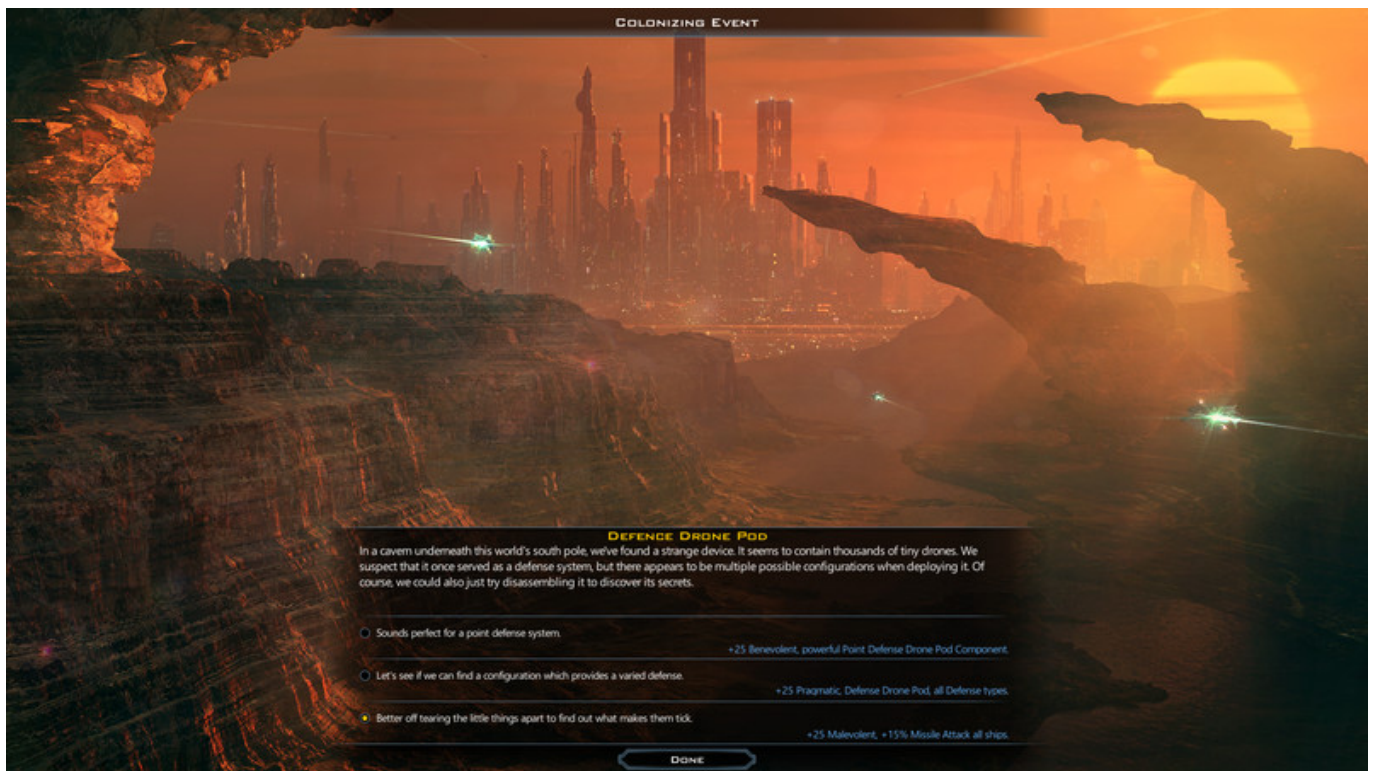 Colonizing Event
Defence Drone Pod
In a cavern underneath this world's south pole, we've found a strange device. It seems to contain thousands of tiny drones. We
suspect that it once served as a defense system, but there appears to be multiple possible configurations when deploying it. Of
course, we could also just try disassembling it to discover its secrets.
Sounds perfect for a point defense system.
+25 Benevolent, powerful Point Defense Drone Pod Component.
Let's see if we can find a configuration which provides a varied defense.
+25 Pragmatic, Defense Drone Pod, all Defense types.
Better off tearing the little things apart to find out what makes them tick.
+25 Malevolent, +15% Missile Attack all ships.
Done